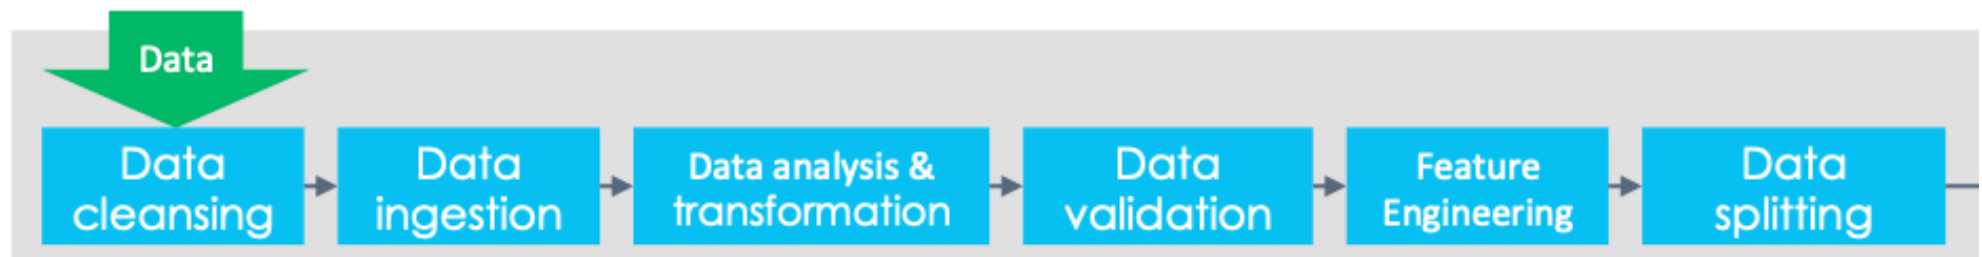 Data
Data
cleansing
Data
ingestion
Data analysis &
transformation
Data
validation
Feature
Engineering
Data
splitting